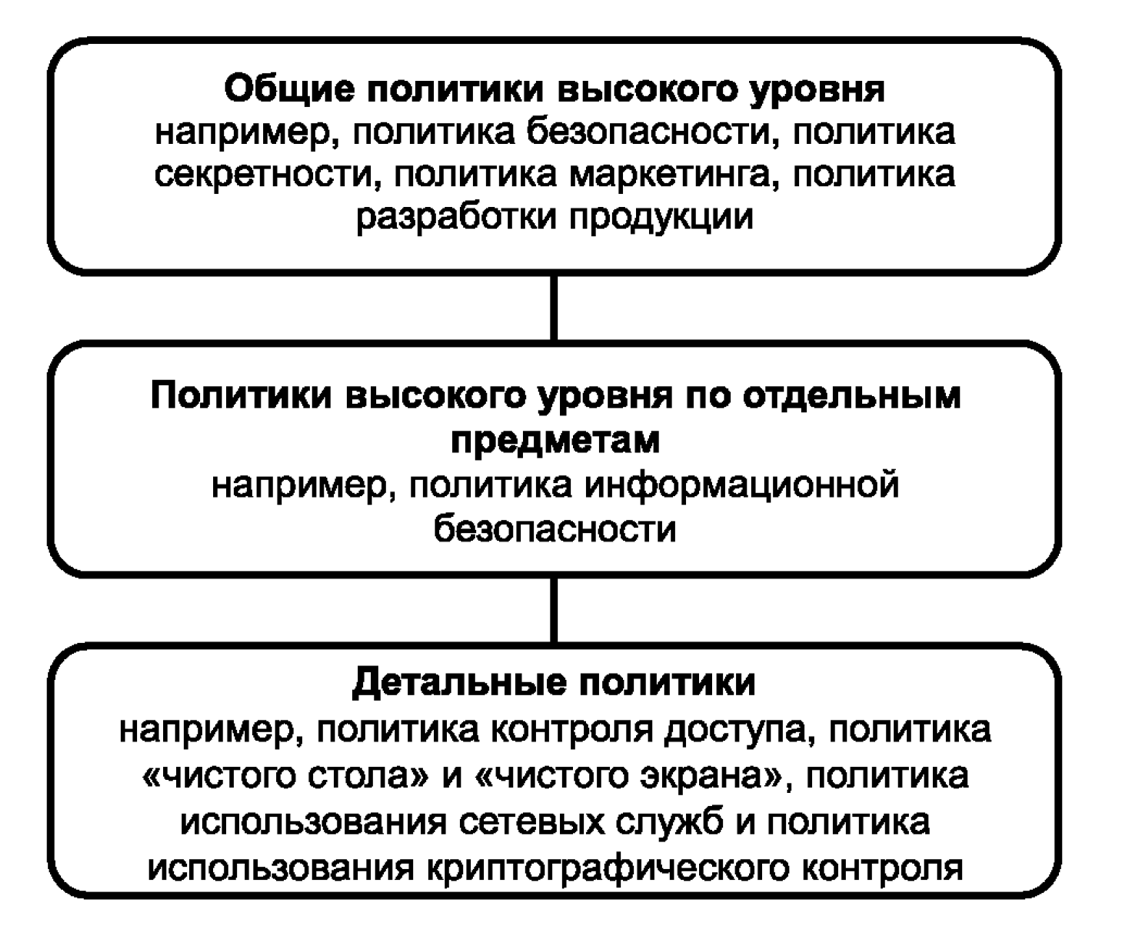 Общие политики высокого уровня
например, политика безопасности, политика
секретности, политика маркетинга, политика
разработки продукции
Политики высокого уровня по отдельным
предметам
например, политика информационной
безопасности
Детальные политики
например, политика контроля доступа, политика
«чистого стола» и «чистого экрана», политика
использования сетевых служб и политика
использования криптографического контроля